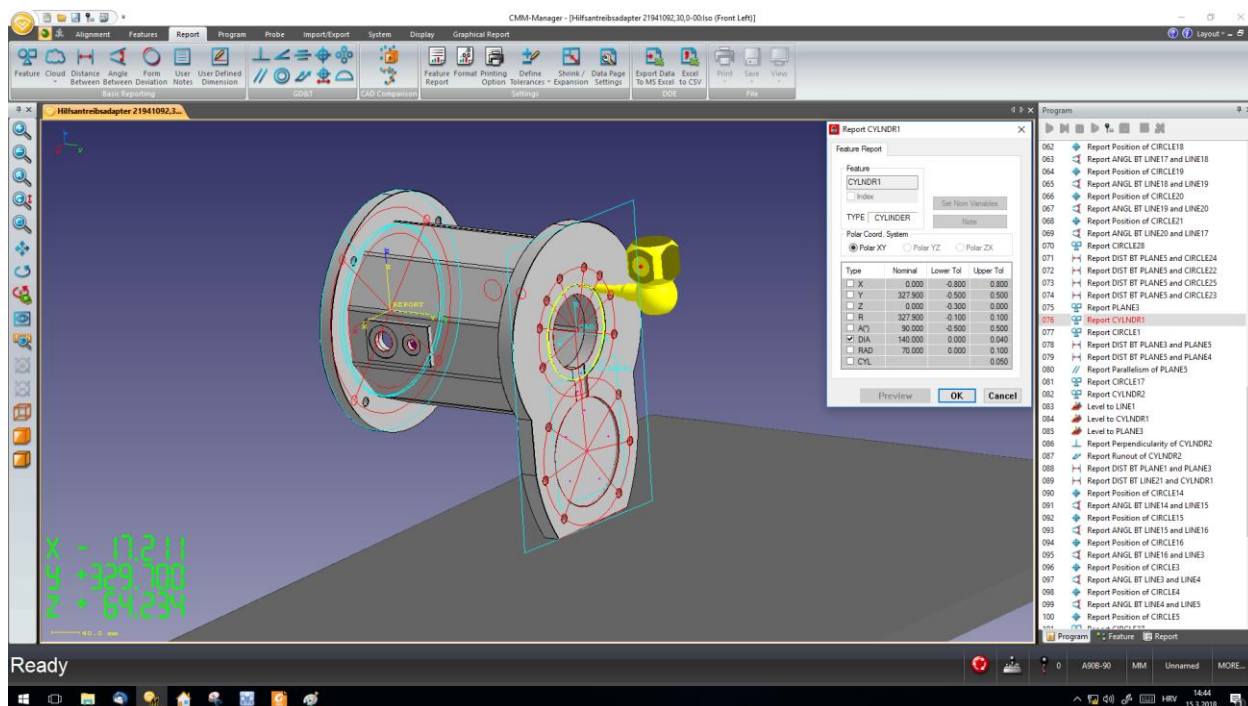 CMM-Manager - [Hilfsantreibsadapter 21941092,30,0-00:Iso (Front Left)]
Alignment Features Report Program Probe Import/Export System Display Graphical Report Layout
Feature Cloud Distance Between Angle Between Form Deviation User Notes User Defined Dimension
Feature Report Format Printing Option Define Tolerances Shrink / Expansion Data Page Settings Export Data To MS Excel Excel to CSV Print Save View
Basic Reporting GD&T CAD Comparison Settings DDE File
Hilfsantreibsadapter 21941092,3...
REPORT
X - 17.211
Y +329.700
Z + 64.234
40.0 mm
Report CYLNDR1
Feature Report
Feature
CYLNDR1
Index
Set Nom Variables
TYPE CYLINDER
Note
Polar Coord. System
Polar XY Polar YZ Polar ZX
Type Nominal Lower Tol Upper Tol
X 0.000 -0.800 0.800
Y 327.900 -0.500 0.500
Z 0.000 -0.300 0.000
R 327.900 -0.100 0.100
A(°) 90.000 -0.500 0.500
DIA 140.000 0.000 0.040
RAD 70.000 0.000 0.100
CYL 0.050
Preview OK Cancel
Program
062 Report Position of CIRCLE18
063 Report ANGL BT LINE17 and LINE18
064 Report Position of CIRCLE19
065 Report ANGL BT LINE18 and LINE19
066 Report Position of CIRCLE20
067 Report ANGL BT LINE19 and LINE20
068 Report Position of CIRCLE21
069 Report ANGL BT LINE20 and LINE17
070 Report CIRCLE28
071 Report DIST BT PLANE5 and CIRCLE24
072 Report DIST BT PLANE5 and CIRCLE22
073 Report DIST BT PLANE5 and CIRCLE25
074 Report DIST BT PLANE5 and CIRCLE23
075 Report PLANE3
076 Report CYLNDR1
077 Report CIRCLE1
078 Report DIST BT PLANE3 and PLANE5
079 Report DIST BT PLANE5 and PLANE4
080 Report Parallelism of PLANE5
081 Report CIRCLE17
082 Report CYLNDR2
083 Level to LINE1
084 Level to CYLNDR1
085 Level to PLANE3
086 Report Perpendicularity of CYLNDR2
087 Report Runout of CYLNDR2
088 Report DIST BT PLANE1 and PLANE3
089 Report DIST BT LINE21 and CYLNDR1
090 Report Position of CIRCLE14
091 Report ANGL BT LINE14 and LINE15
092 Report Position of CIRCLE15
093 Report ANGL BT LINE15 and LINE16
094 Report Position of CIRCLE16
095 Report ANGL BT LINE16 and LINE3
096 Report Position of CIRCLE3
097 Report ANGL BT LINE3 and LINE4
098 Report Position of CIRCLE4
099 Report ANGL BT LINE4 and LINE5
100 Report Position of CIRCLE5
Program Feature Report
Ready
0 A90B-90 MM Unnamed MORE...
HRV 14:44
15.3.2018